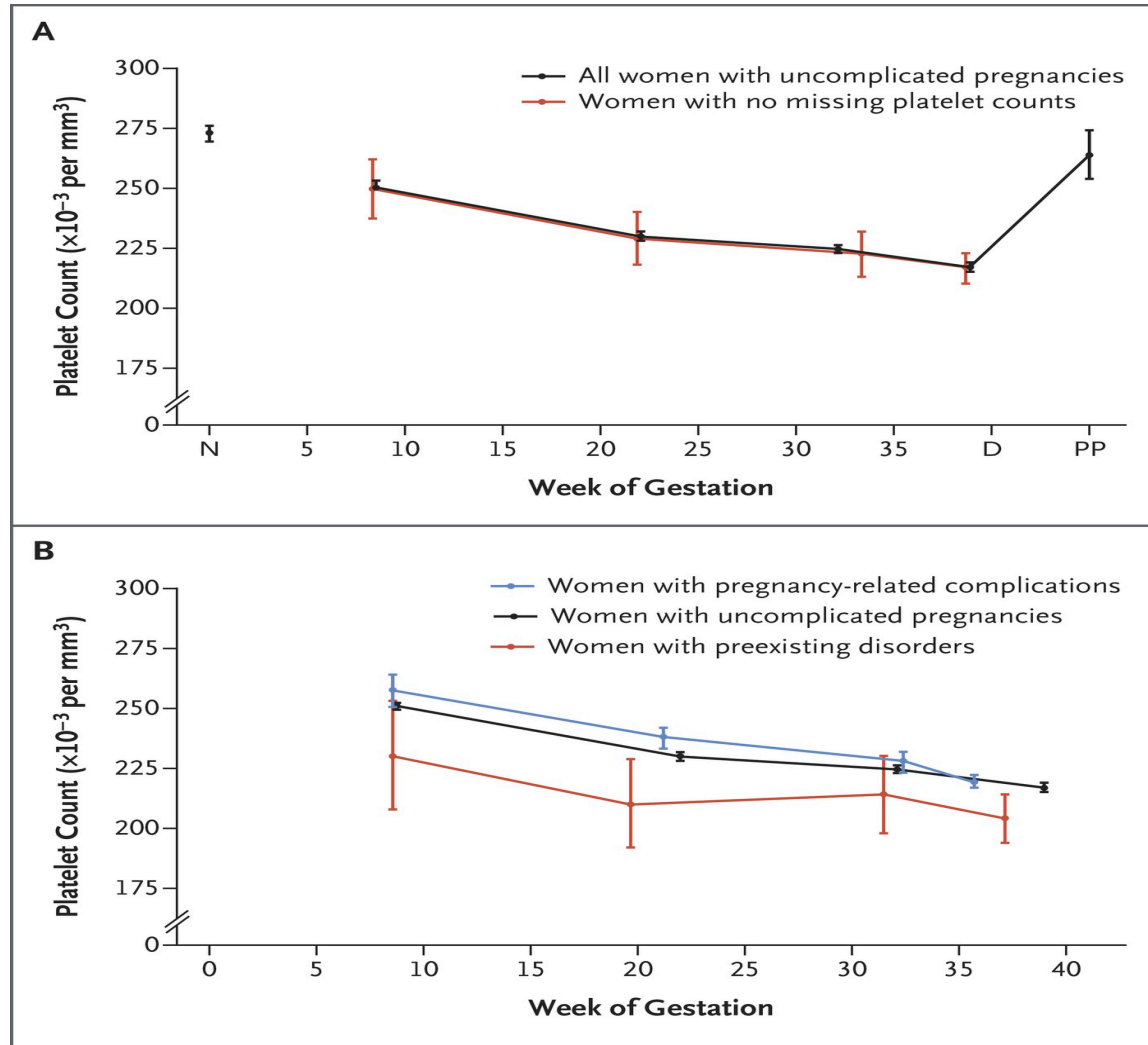 A
All women with uncomplicated pregnancies
Women with no missing platelet counts
Platelet Count (×10⁻³ per mm³)
300
275
250
225
200
175
0
N 5 10 15 20 25 30 35 D PP
Week of Gestation
B
Women with pregnancy-related complications
Women with uncomplicated pregnancies
Women with preexisting disorders
Platelet Count (×10⁻³ per mm³)
300
275
250
225
200
175
0
0 5 10 15 20 25 30 35 40
Week of Gestation